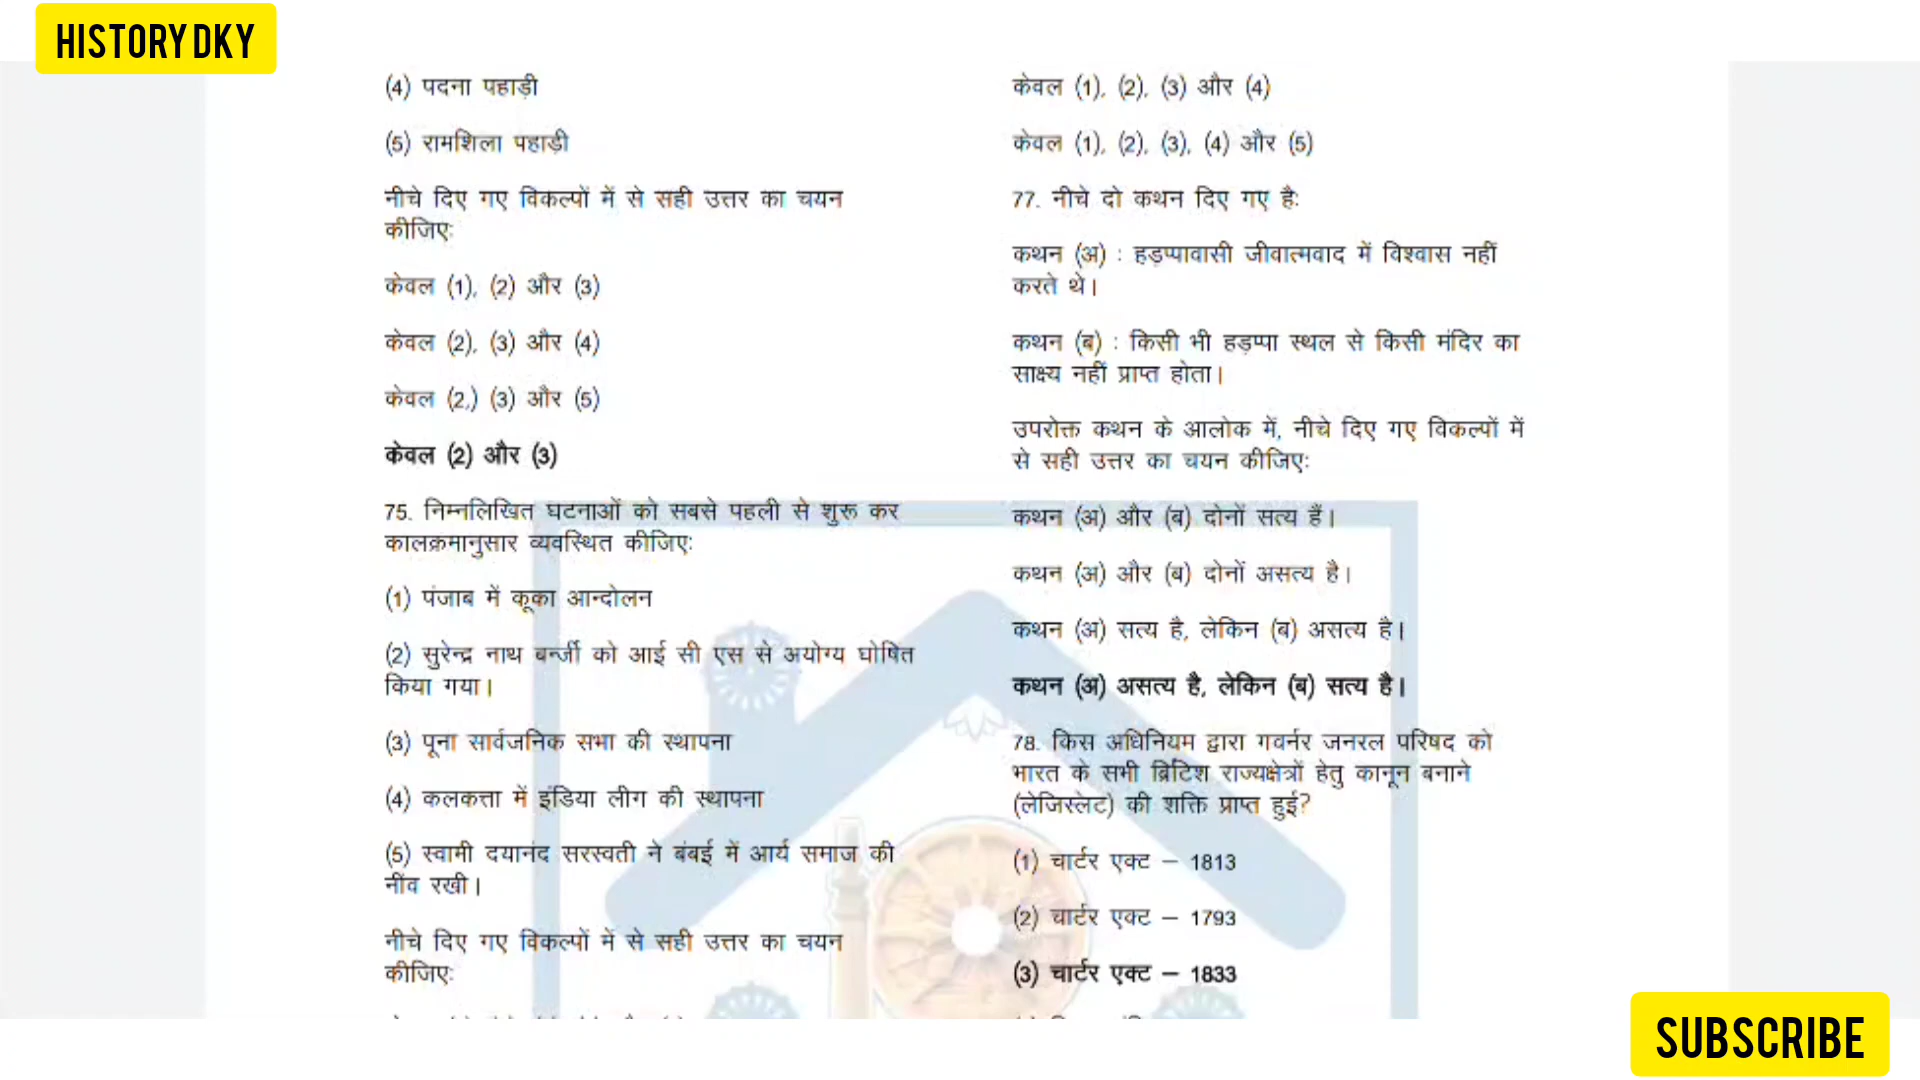 HISTORY DKY
(4) पदना पहाड़ी
(5) रामशिला पहाड़ी
नीचे दिए गए विकल्पों में से सही उत्तर का चयन
कीजिए:
केवल (1), (2) और (3)
केवल (2), (3) और (4)
केवल (2,) (3) और (5)
केवल (2) और (3)
75. निम्नलिखित घटनाओं को सबसे पहली से शुरू कर
कालक्रमानुसार व्यवस्थित कीजिए:
(1) पंजाब में कूका आन्दोलन
(2) सुरेन्द्र नाथ बन्र्जी को आई सी एस से अयोग्य घोषित
किया गया।
(3) पूना सार्वजनिक सभा की स्थापना
(4) कलकत्ता में इंडिया लीग की स्थापना
(5) स्वामी दयानंद सरस्वती ने बंबई में आर्य समाज की
नींव रखी।
नीचे दिए गए विकल्पों में से सही उत्तर का चयन
कीजिए:
केवल (1), (2), (3) और (4)
केवल (1), (2), (3), (4) और (5)
77. नीचे दो कथन दिए गए है:
कथन (अ) : हड़प्पावासी जीवात्मवाद में विश्वास नहीं
करते थे।
कथन (ब) : किसी भी हड़प्पा स्थल से किसी मंदिर का
साक्ष्य नहीं प्राप्त होता।
उपरोक्त कथन के आलोक में, नीचे दिए गए विकल्पों में
से सही उत्तर का चयन कीजिए:
कथन (अ) और (ब) दोनों सत्य हैं।
कथन (अ) और (ब) दोनों असत्य है।
कथन (अ) सत्य है, लेकिन (ब) असत्य है।
कथन (अ) असत्य है, लेकिन (ब) सत्य है।
78. किस अधिनियम द्वारा गवर्नर जनरल परिषद को
भारत के सभी ब्रिटिश राज्यक्षेत्रों हेतु कानून बनाने
(लेजिस्लेट) की शक्ति प्राप्त हुई?
(1) चार्टर एक्ट – 1813
(2) चार्टर एक्ट – 1793
(3) चार्टर एक्ट – 1833
SUBSCRIBE